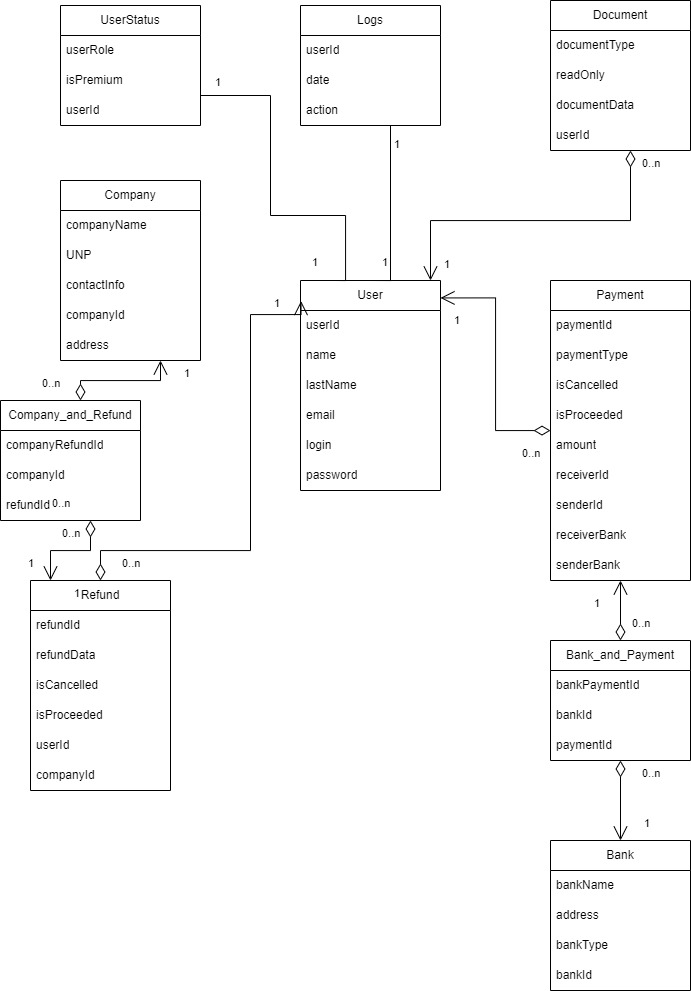 UserStatus
userRole
isPremium
userId
1
Logs
userId
date
action
1
Document
documentType
readOnly
documentData
userId
0..n
1
Company
companyName
UNP
contactInfo
companyId
address
1
0..n
1
1
1
User
userId
name
lastName
email
login
password
1
Payment
paymentId
paymentType
isCancelled
isProceeded
amount
receiverId
senderId
receiverBank
senderBank
0..n
1
Company_and_Refund
companyRefundId
companyId
refundId 0..n
0..n
1
0..n
1Refund
refundId
refundData
isCancelled
isProceeded
userId
companyId
0..n
Bank_and_Payment
bankPaymentId
bankId
paymentId
0..n
1
Bank
bankName
address
bankType
bankId